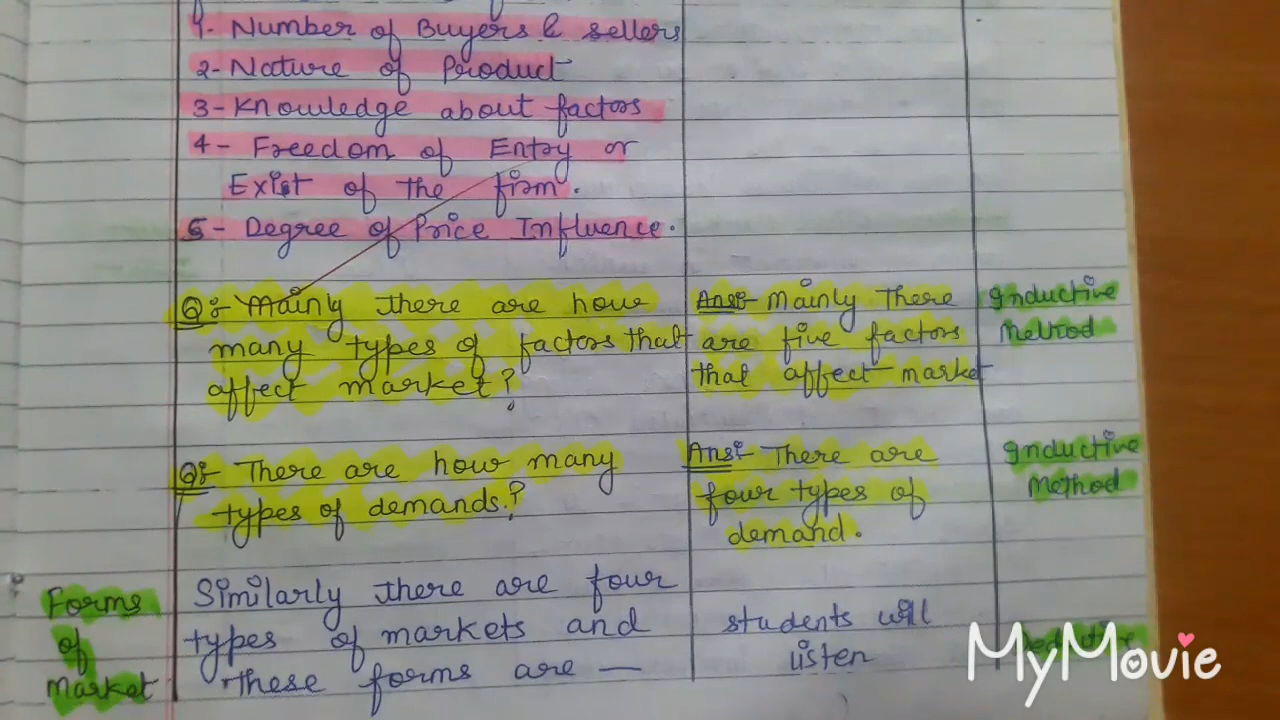 1- Number of Buyers & sellers
2- Nature of Product
3- Knowledge about factors
4- Freedom of Entry or
Exist of the firm.
5- Degree of Price Influence.
Q:- Mainly there are how
many types of factors that
affect market?
Ans:- Mainly There
are five factors
that affect market
Inductive
Method
Q:- There are how many
types of demands.?
Ans:- There are
four types of
demand.
Inductive
Method
Forms
of
market
Similarly there are four
types of markets and
these forms are —
students will
listen
Deductive
MyMovie